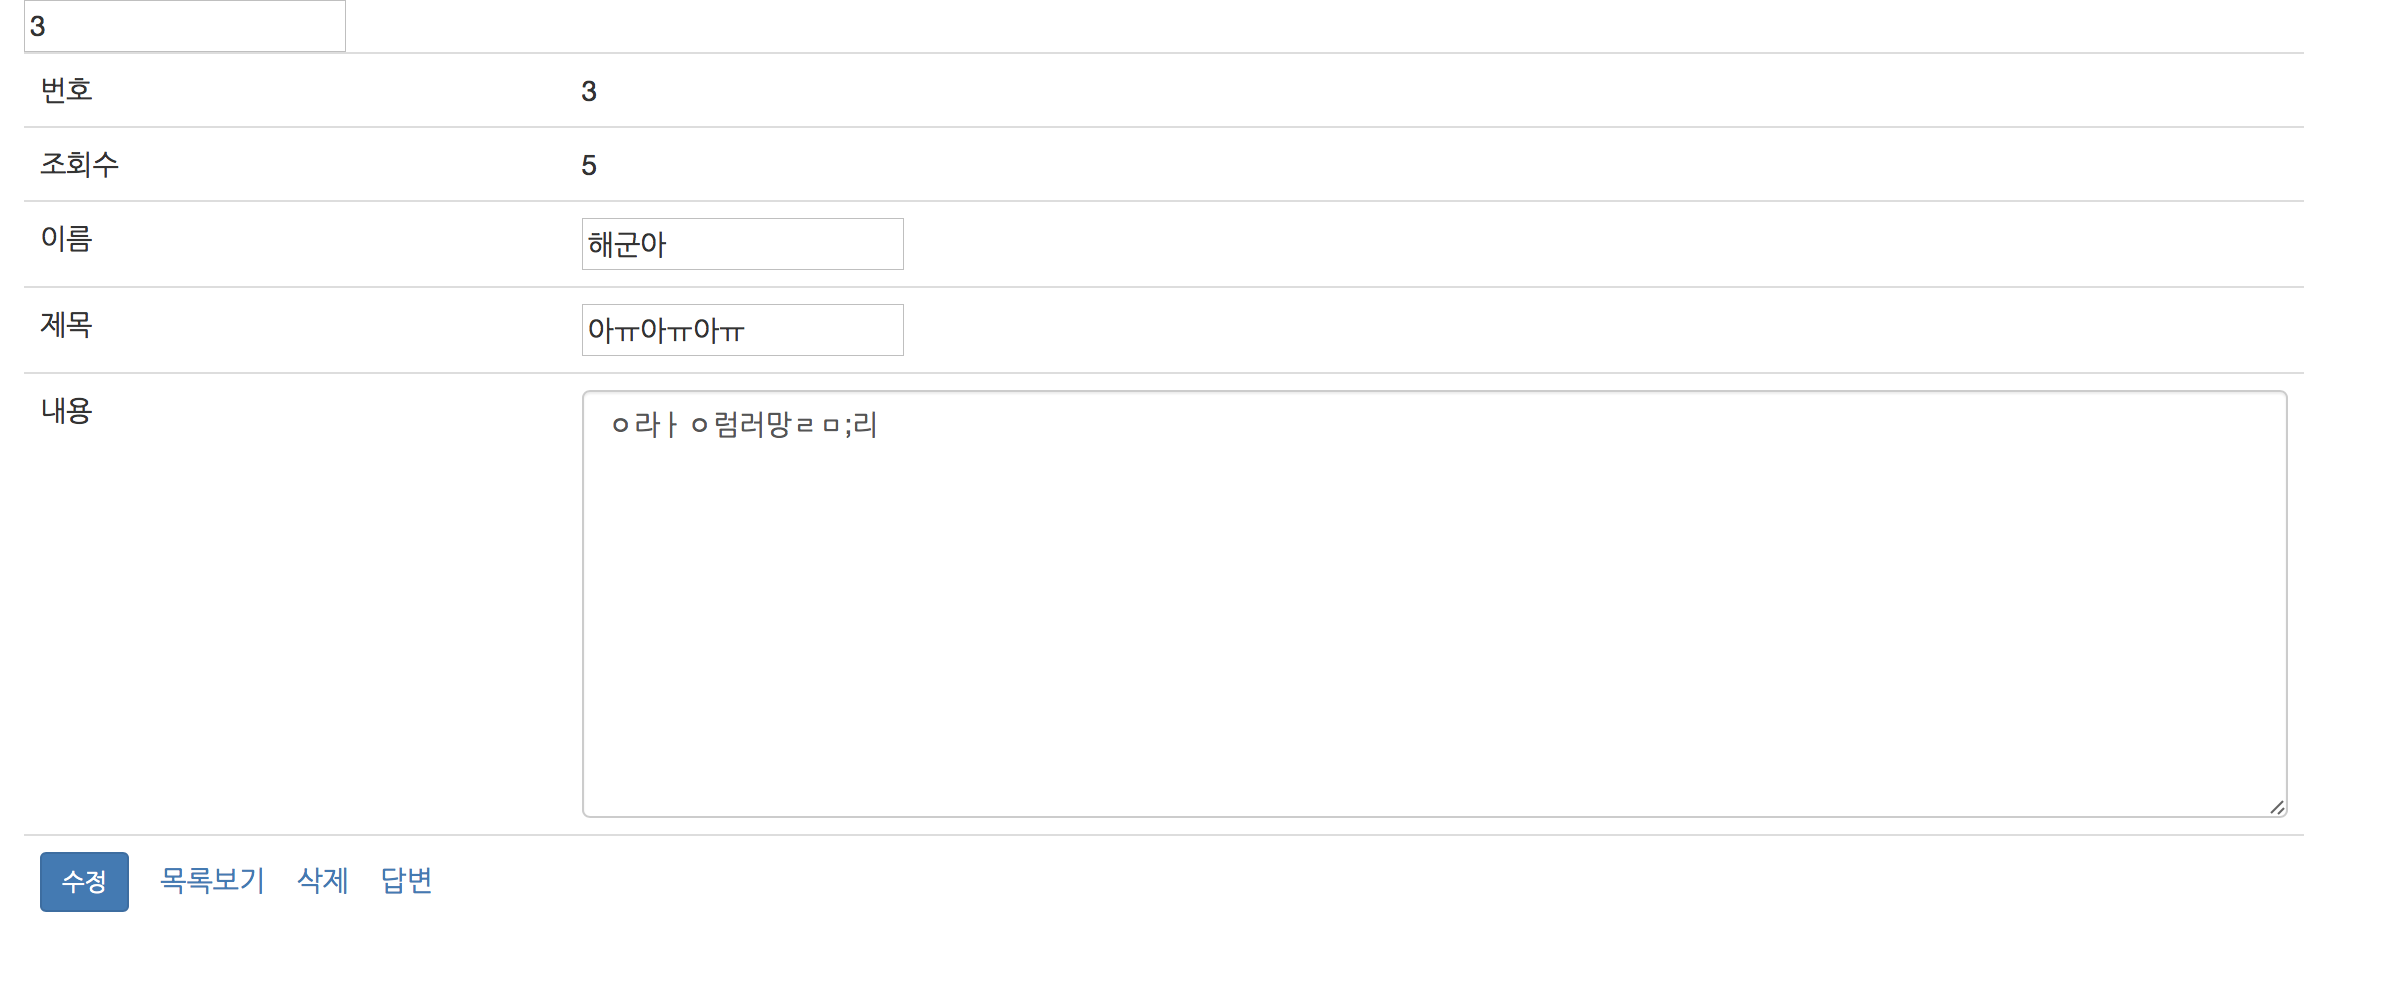 3
번호 3
조회수 5
이름 해군아
제목 아ㅠ아ㅠ아ㅠ
내용 ㅇ라ㅏㅇ럼러망ㄹㅁ;리
수정 목록보기 삭제 답변